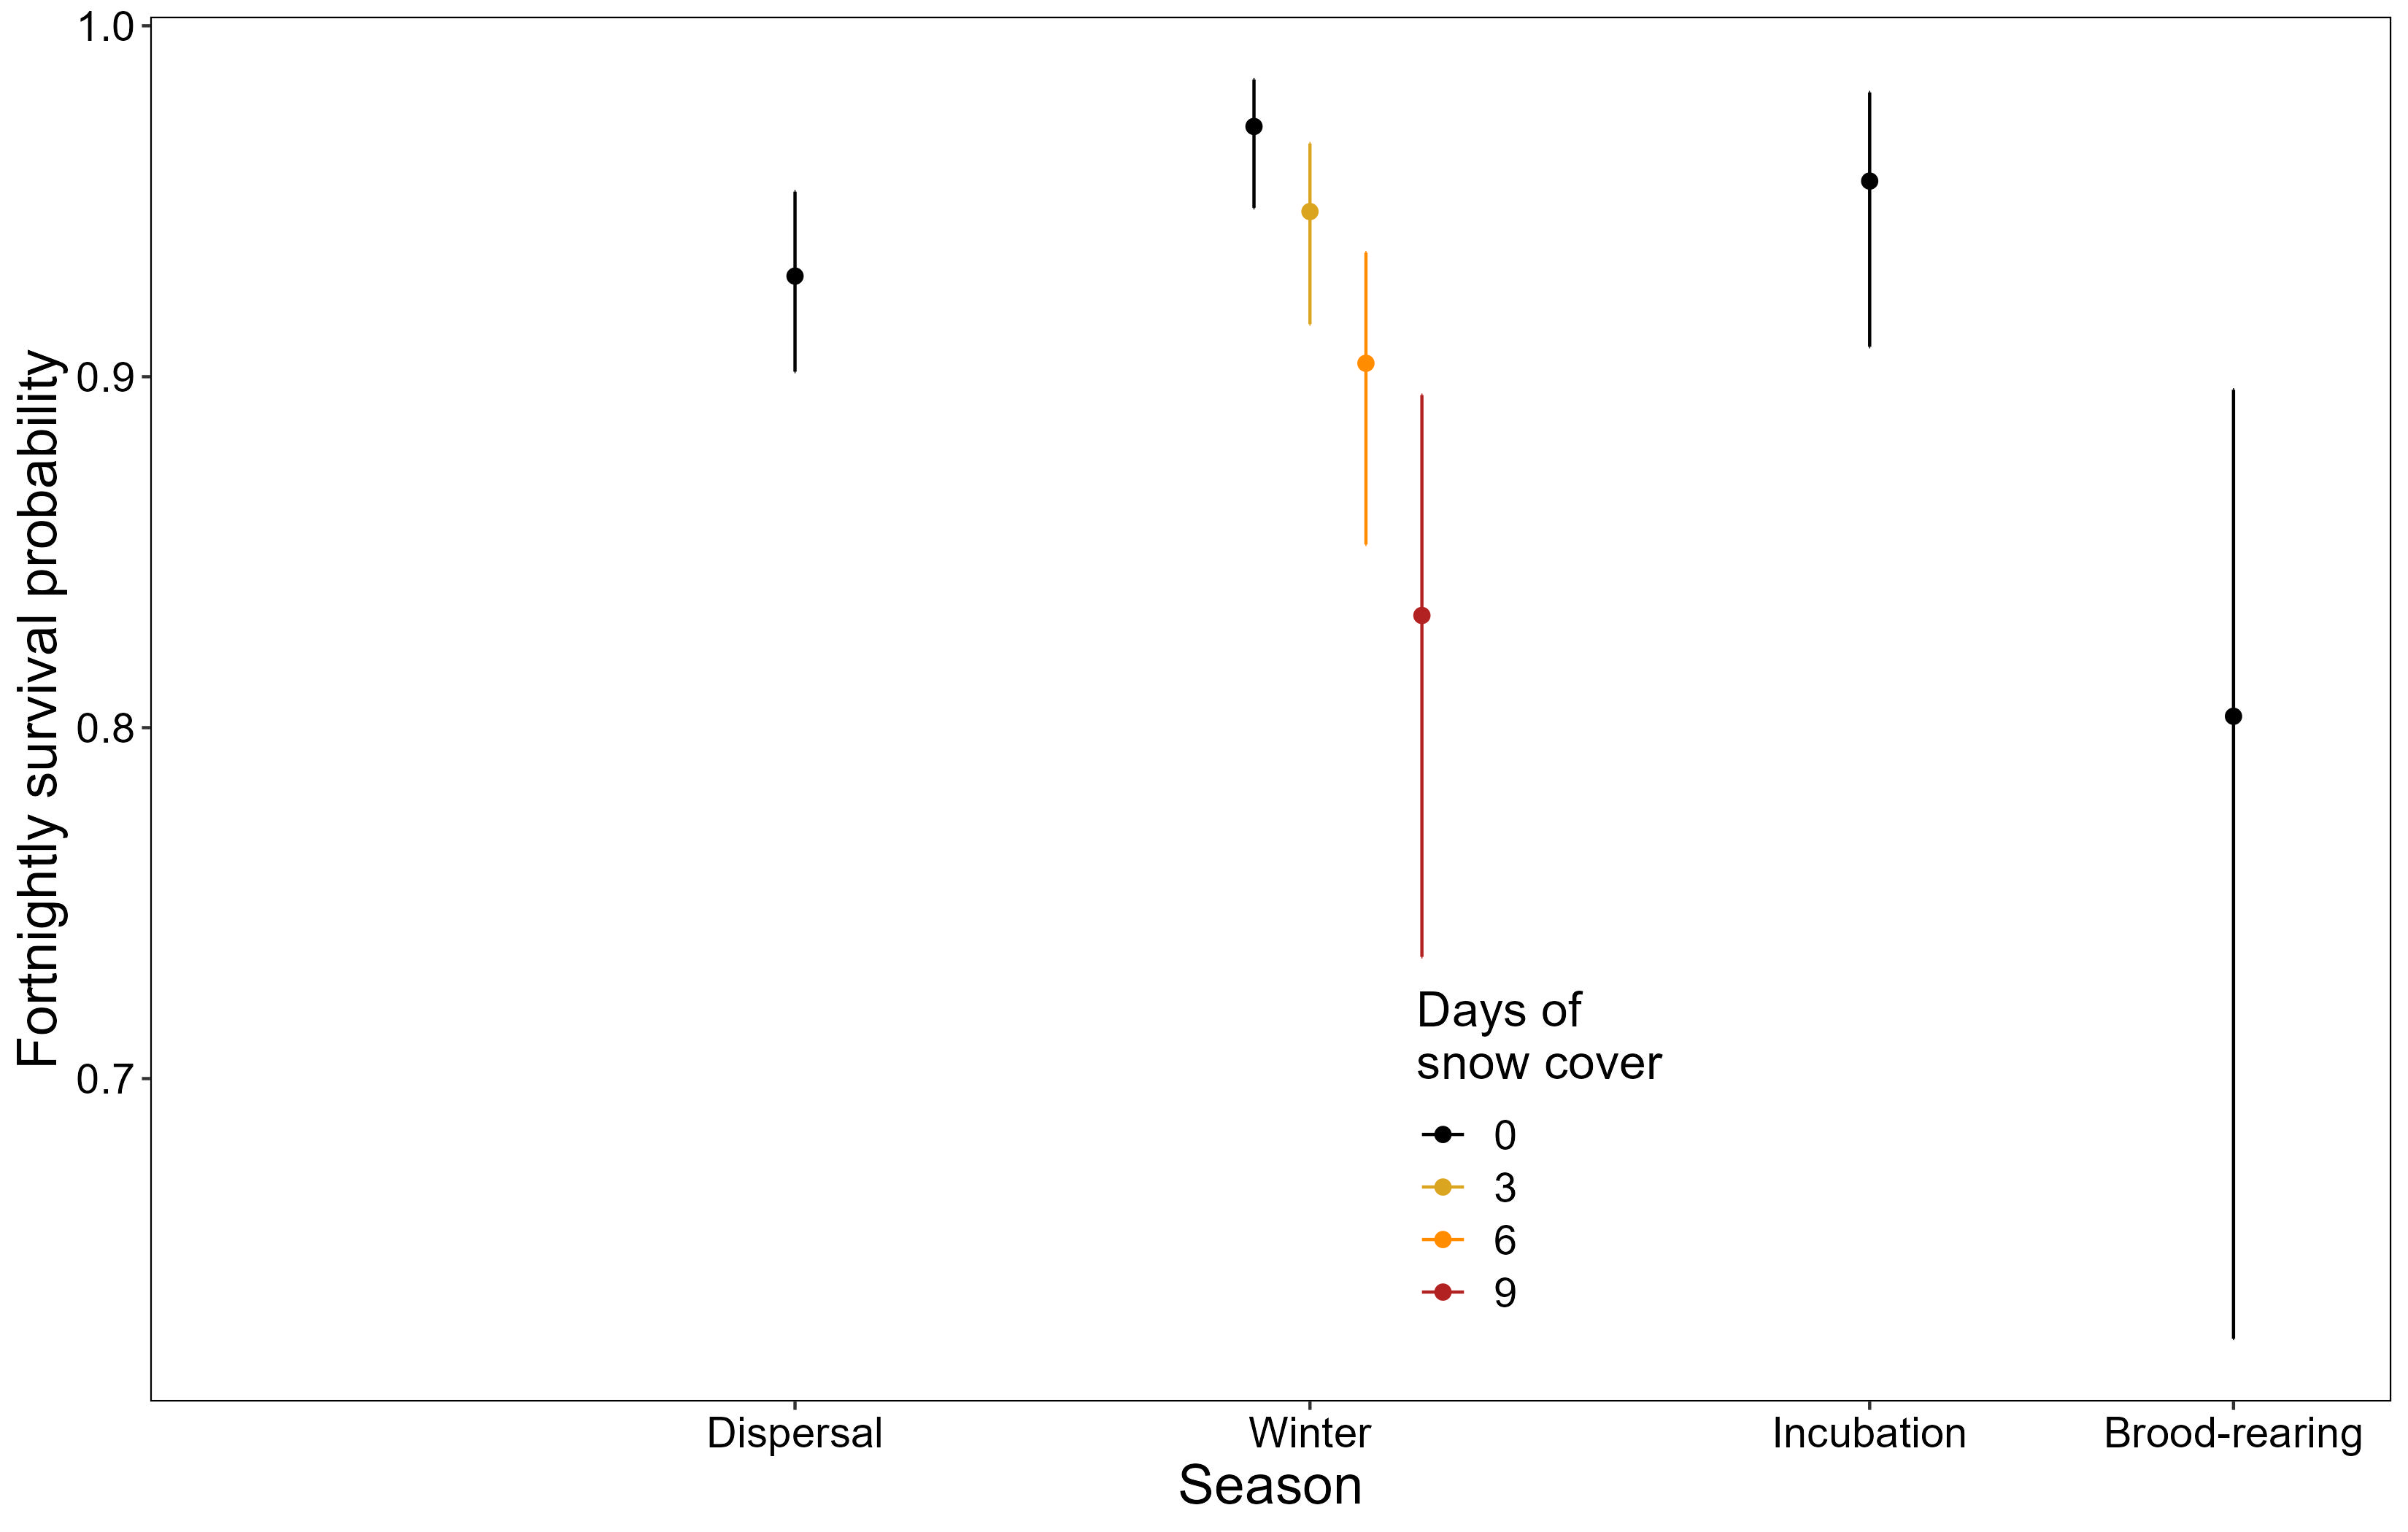 Fortnightly survival probability
1.0
0.9
0.8
0.7
Days of
snow cover
0
3
6
9
Dispersal
Winter
Incubation
Brood-rearing
Season